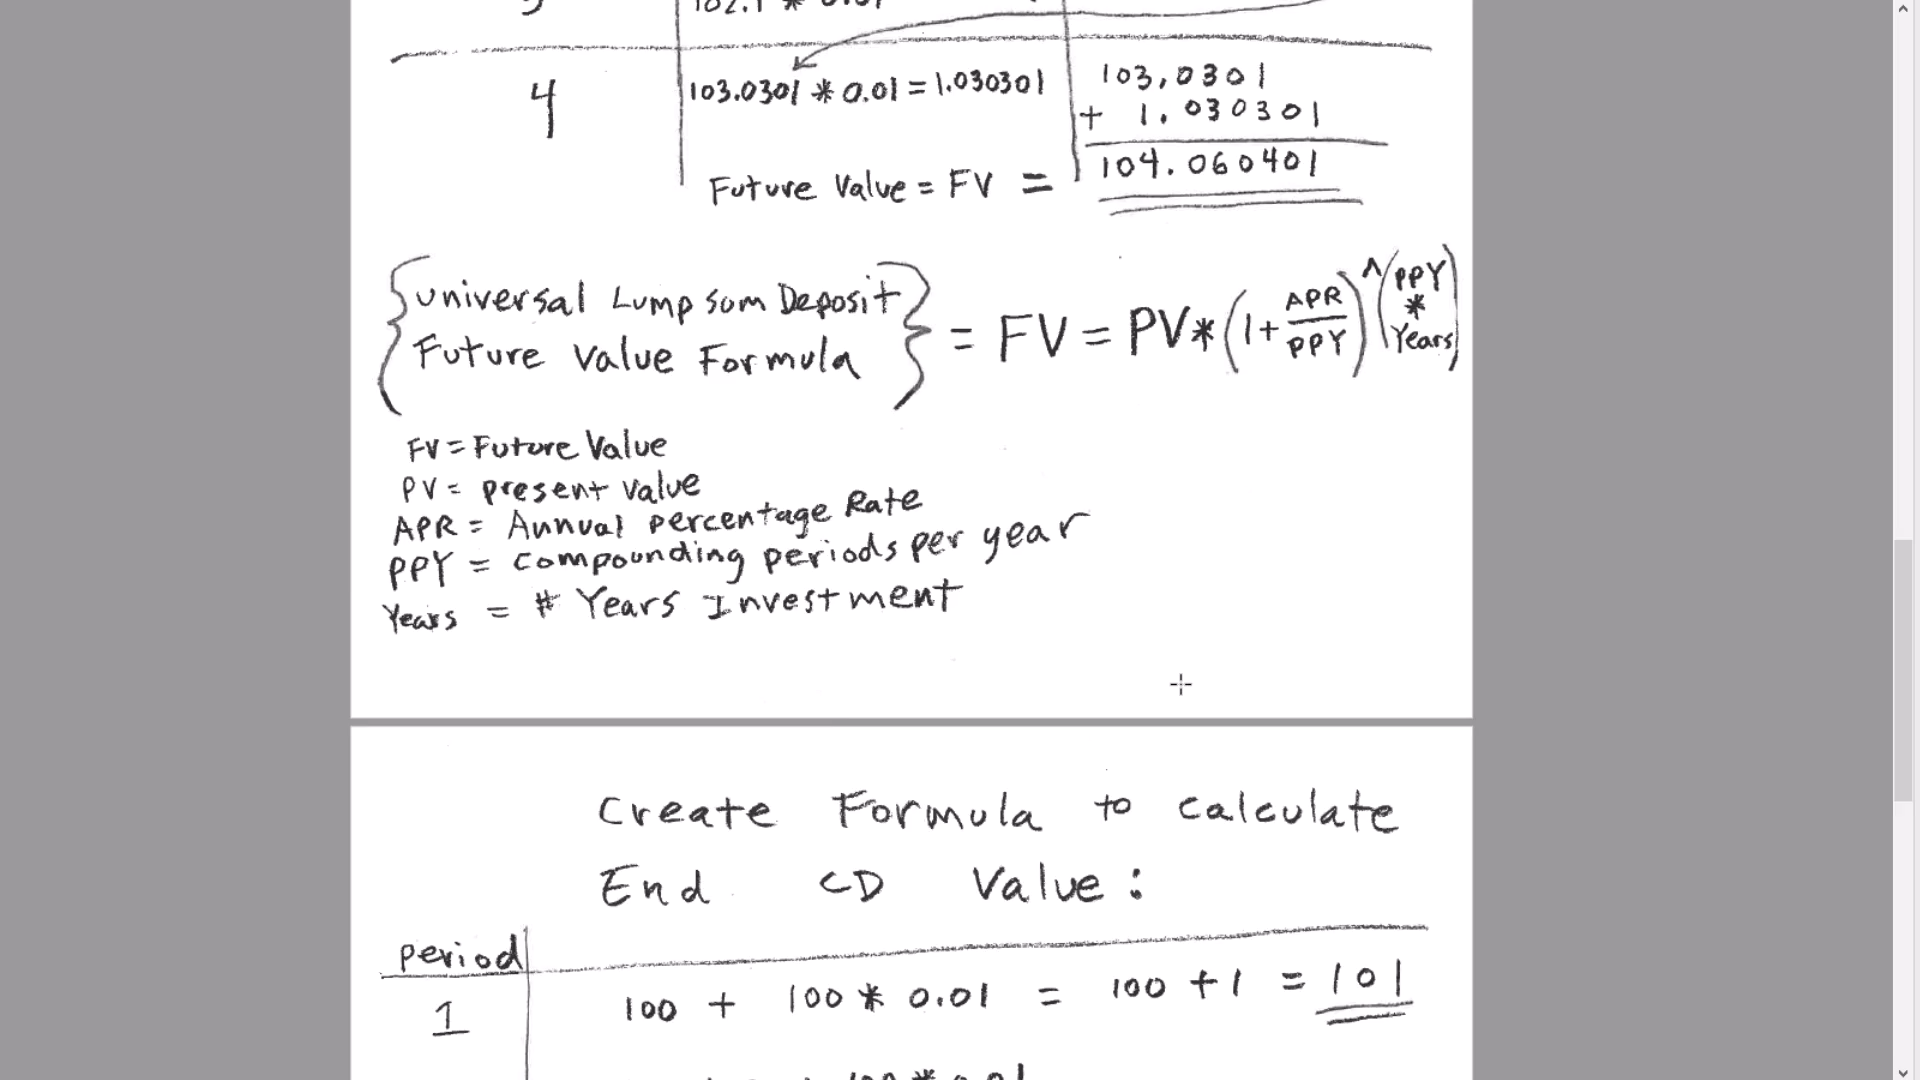 4
103.0301 * 0.01 = 1.030301
103,0301
+ 1.030301
104.060401
Future Value = FV =
{Universal Lump sum Deposit
Future Value Formula} = FV = PV * (1 + APR/PPY)^(PPY * Years)
FV = Future Value
PV = present value
APR = Annual percentage Rate
PPY = compounding periods per year
Years = # Years Investment
Create Formula to calculate
End CD Value:
period
1
100 + 100 * 0.01 = 100 + 1 = 101